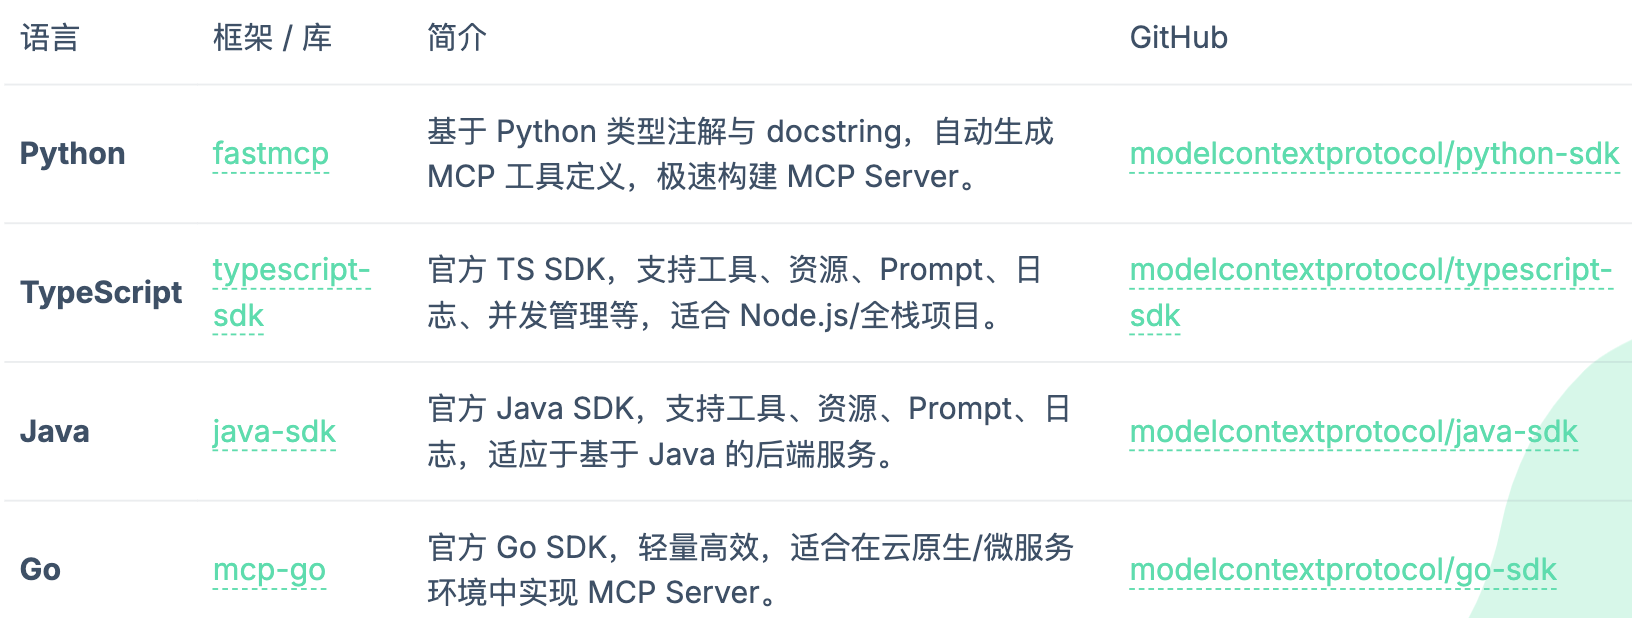 语言 框架 / 库 简介 GitHub
Python fastmcp 基于 Python 类型注解与 docstring，自动生成
MCP 工具定义，极速构建 MCP Server。 modelcontextprotocol/python-sdk
TypeScript typescript-
sdk 官方 TS SDK，支持工具、资源、Prompt、日
志、并发管理等，适合 Node.js/全栈项目。 modelcontextprotocol/typescript-
sdk
Java java-sdk 官方 Java SDK，支持工具、资源、Prompt、日
志，适应于基于 Java 的后端服务。 modelcontextprotocol/java-sdk
Go mcp-go 官方 Go SDK，轻量高效，适合在云原生/微服务
环境中实现 MCP Server。 modelcontextprotocol/go-sdk